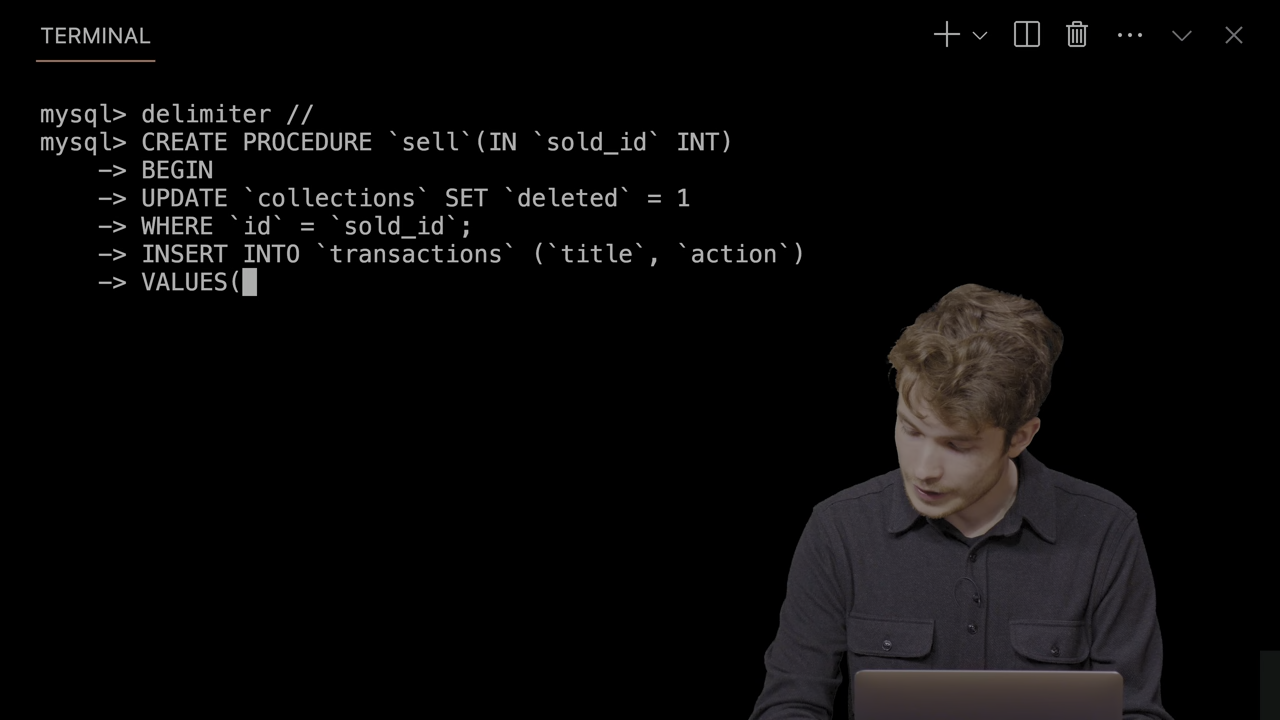 TERMINAL
mysql> delimiter //
mysql> CREATE PROCEDURE `sell`(IN `sold_id` INT)
    -> BEGIN
    -> UPDATE `collections` SET `deleted` = 1
    -> WHERE `id` = `sold_id`;
    -> INSERT INTO `transactions` (`title`, `action`)
    -> VALUES(